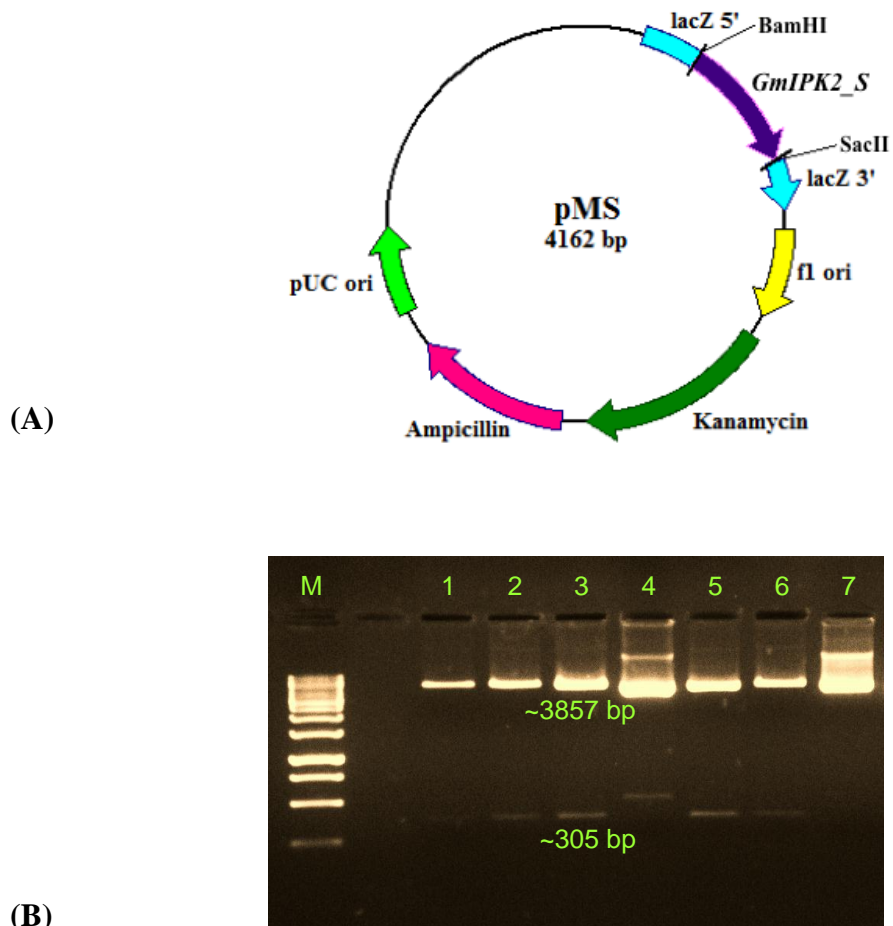 lacZ 5'
BamHI
GmIPK2_S
SacII
lacZ 3'
pMS
4162 bp
f1 ori
pUC ori
Kanamycin
Ampicillin
(A)
M 1 2 3 4 5 6 7
~3857 bp
~305 bp
(B)